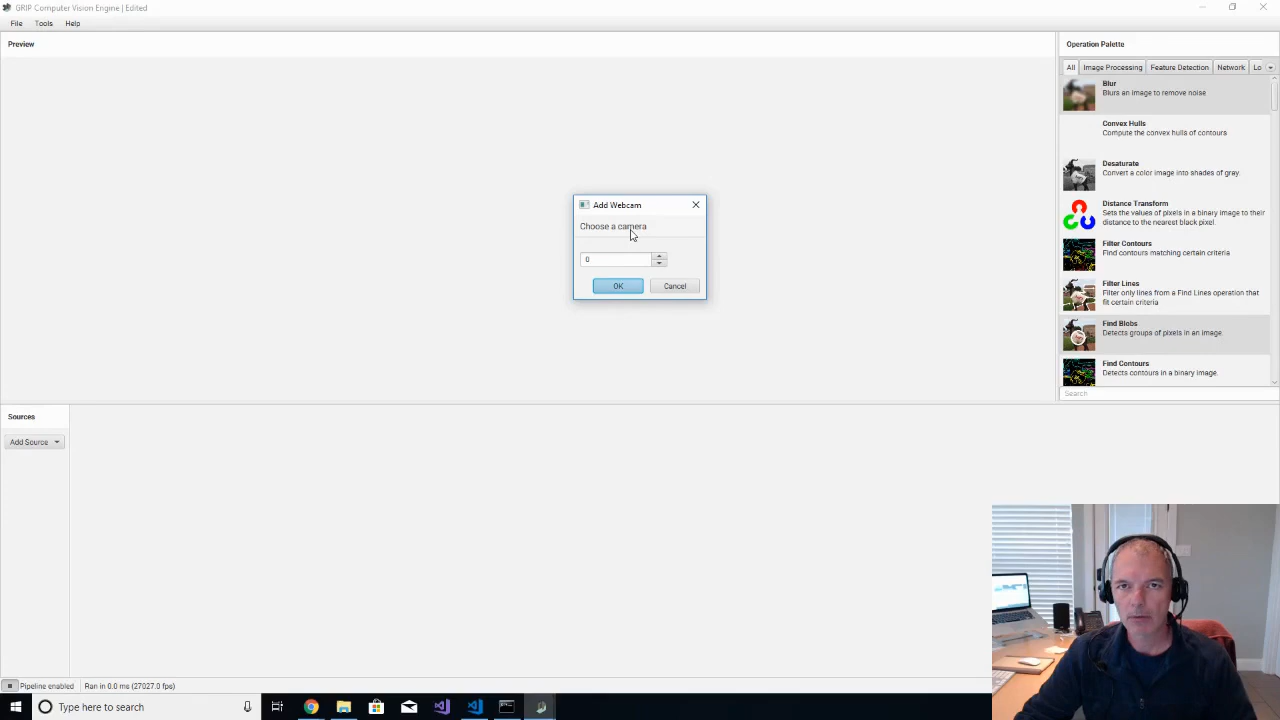 GRIP Computer Vision Engine | Edited
File Tools Help
Preview
Add Webcam
Choose a camera
0
OK Cancel
Operation Palette
All Image Processing Feature Detection Network Lo
Blur
Blurs an image to remove noise
Convex Hulls
Compute the convex hulls of contours
Desaturate
Convert a color image into shades of gray.
Distance Transform
Sets the values of pixels in a binary image to their
distance to the nearest black pixel.
Filter Contours
Find contours matching certain criteria
Filter Lines
Filter only lines from a Find Lines operation that
fit certain criteria
Find Blobs
Detects groups of pixels in an image.
Find Contours
Detects contours in a binary image.
Search
Sources
Add Source
Pipeline enabled Ran in 0.0 ms (27027.0 fps)
Type here to search